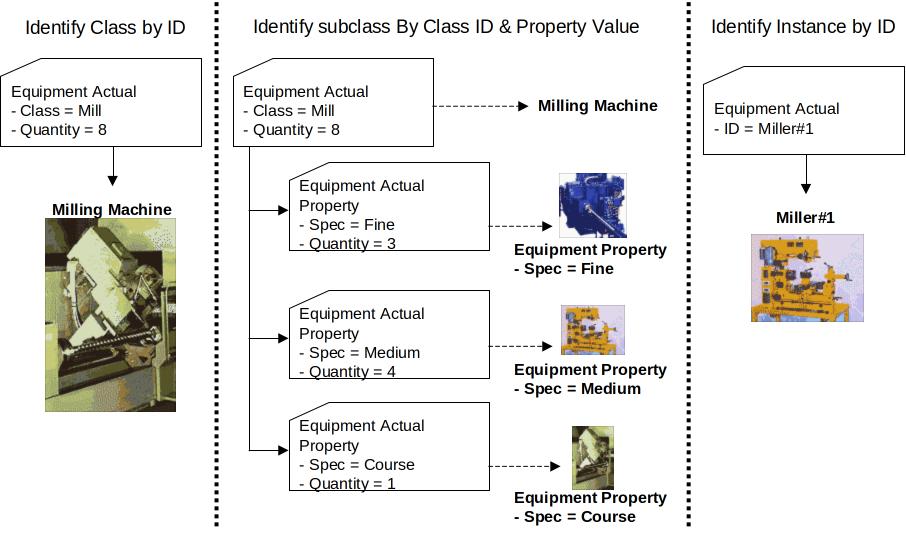 Identify Class by ID
Equipment Actual
- Class = Mill
- Quantity = 8
Milling Machine
Identify subclass By Class ID & Property Value
Equipment Actual
- Class = Mill
- Quantity = 8
Milling Machine
Equipment Actual
Property
- Spec = Fine
- Quantity = 3
Equipment Property
- Spec = Fine
Equipment Actual
Property
- Spec = Medium
- Quantity = 4
Equipment Property
- Spec = Medium
Equipment Actual
Property
- Spec = Course
- Quantity = 1
Equipment Property
- Spec = Course
Identify Instance by ID
Equipment Actual
- ID = Miller#1
Miller#1